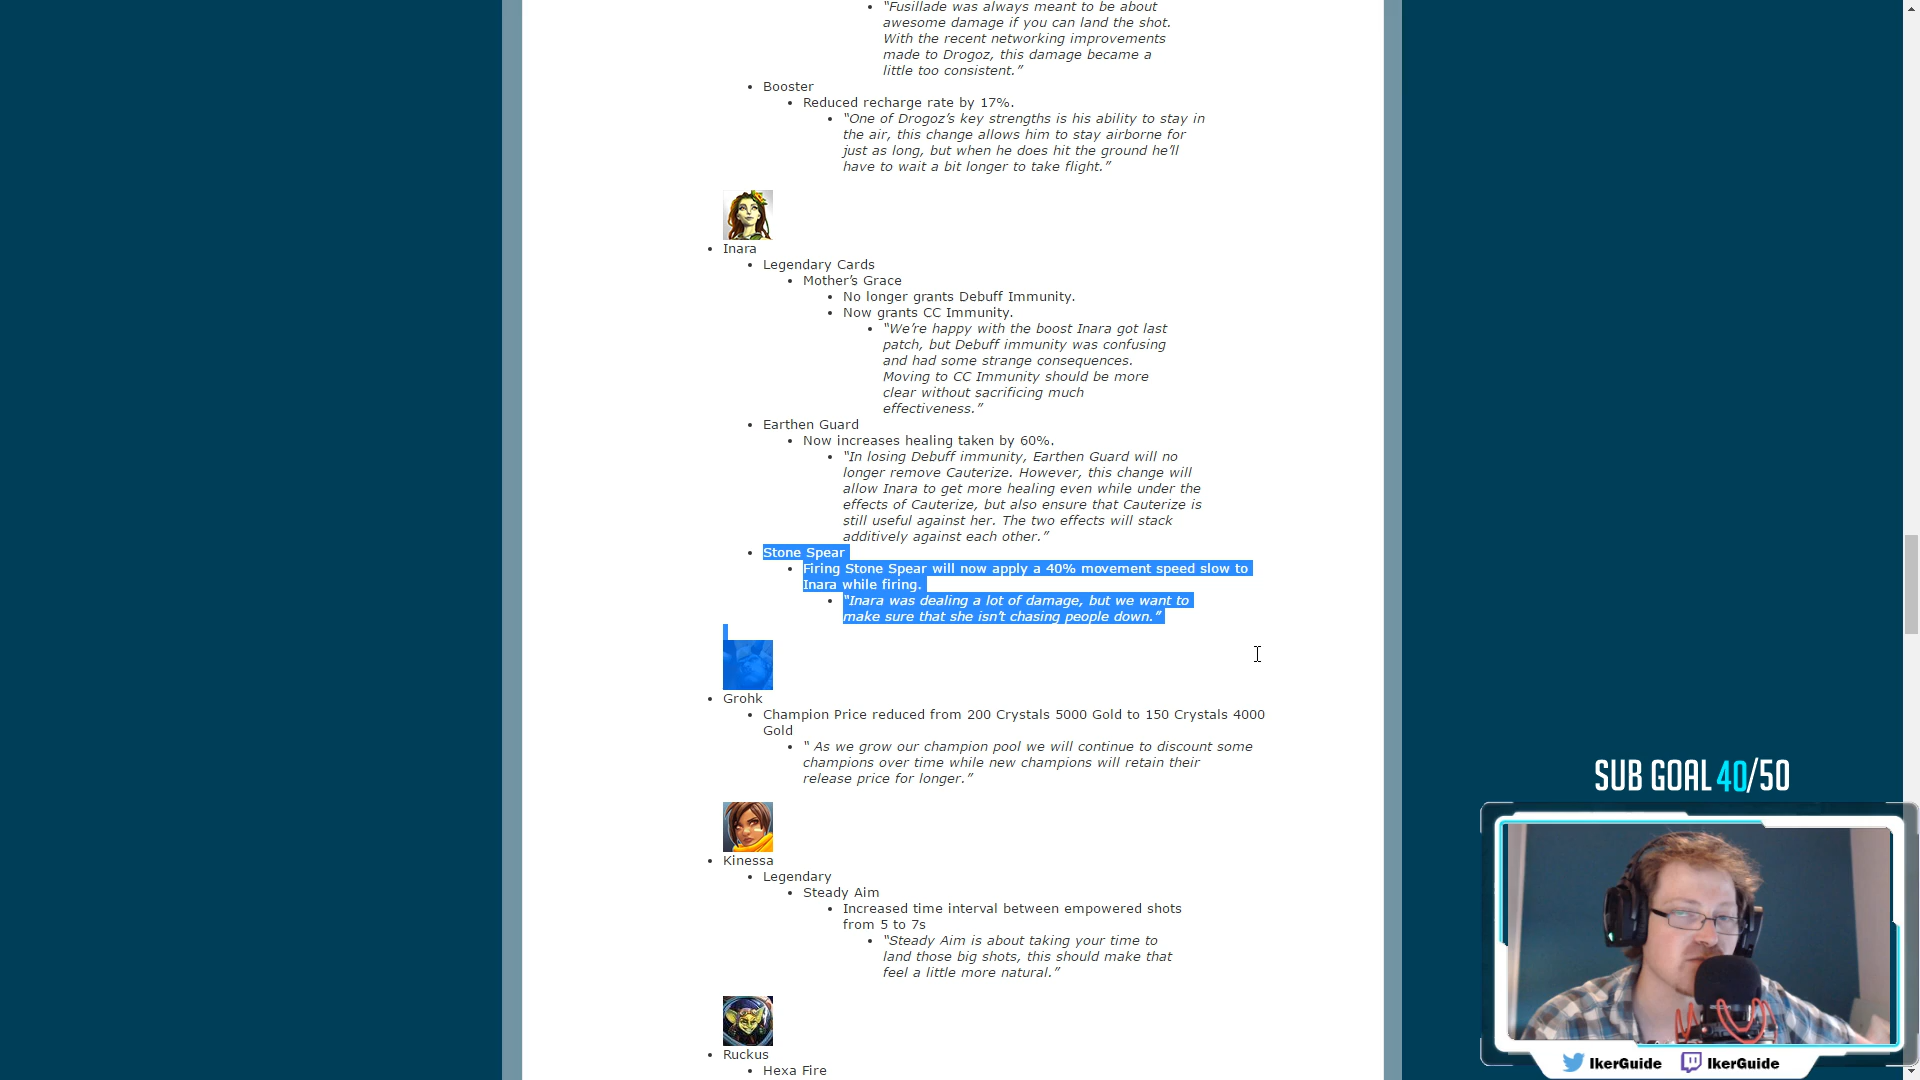 “Fusillade was always meant to be about
awesome damage if you can land the shot.
With the recent networking improvements
made to Drogoz, this damage became a
little too consistent.”
Booster
Reduced recharge rate by 17%.
“One of Drogoz’s key strengths is his ability to stay in
the air, this change allows him to stay airborne for
just as long, but when he does hit the ground he’ll
have to wait a bit longer to take flight.”
Inara
Legendary Cards
Mother’s Grace
No longer grants Debuff Immunity.
Now grants CC Immunity.
“We’re happy with the boost Inara got last
patch, but Debuff immunity was confusing
and had some strange consequences.
Moving to CC Immunity should be more
clear without sacrificing much
effectiveness.”
Earthen Guard
Now increases healing taken by 60%.
“In losing Debuff immunity, Earthen Guard will no
longer remove Cauterize. However, this change will
allow Inara to get more healing even while under the
effects of Cauterize, but also ensure that Cauterize is
still useful against her. The two effects will stack
additively against each other.”
Stone Spear
Firing Stone Spear will now apply a 40% movement speed slow to
Inara while firing.
“Inara was dealing a lot of damage, but we want to
make sure that she isn’t chasing people down.”
Grohk
Champion Price reduced from 200 Crystals 5000 Gold to 150 Crystals 4000
Gold
“ As we grow our champion pool we will continue to discount some
champions over time while new champions will retain their
release price for longer.”
Kinessa
Legendary
Steady Aim
Increased time interval between empowered shots
from 5 to 7s
“Steady Aim is about taking your time to
land those big shots, this should make that
feel a little more natural.”
Ruckus
Hexa Fire
SUB GOAL 40/50
IkerGuide IkerGuide